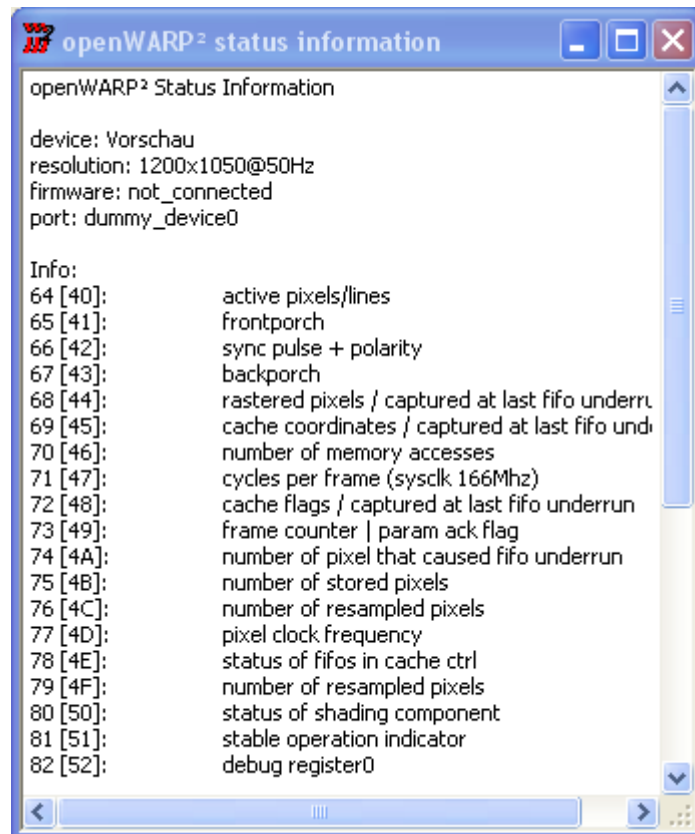 openWARP² status information
openWARP² Status Information
device: Vorschau
resolution: 1200x1050@50Hz
firmware: not_connected
port: dummy_device0
Info:
64 [40]: active pixels/lines
65 [41]: frontporch
66 [42]: sync pulse + polarity
67 [43]: backporch
68 [44]: rastered pixels / captured at last fifo underru
69 [45]: cache coordinates / captured at last fifo und
70 [46]: number of memory accesses
71 [47]: cycles per frame (sysclk 166Mhz)
72 [48]: cache flags / captured at last fifo underrun
73 [49]: frame counter | param ack flag
74 [4A]: number of pixel that caused fifo underrun
75 [4B]: number of stored pixels
76 [4C]: number of resampled pixels
77 [4D]: pixel clock frequency
78 [4E]: status of fifos in cache ctrl
79 [4F]: number of resampled pixels
80 [50]: status of shading component
81 [51]: stable operation indicator
82 [52]: debug register0